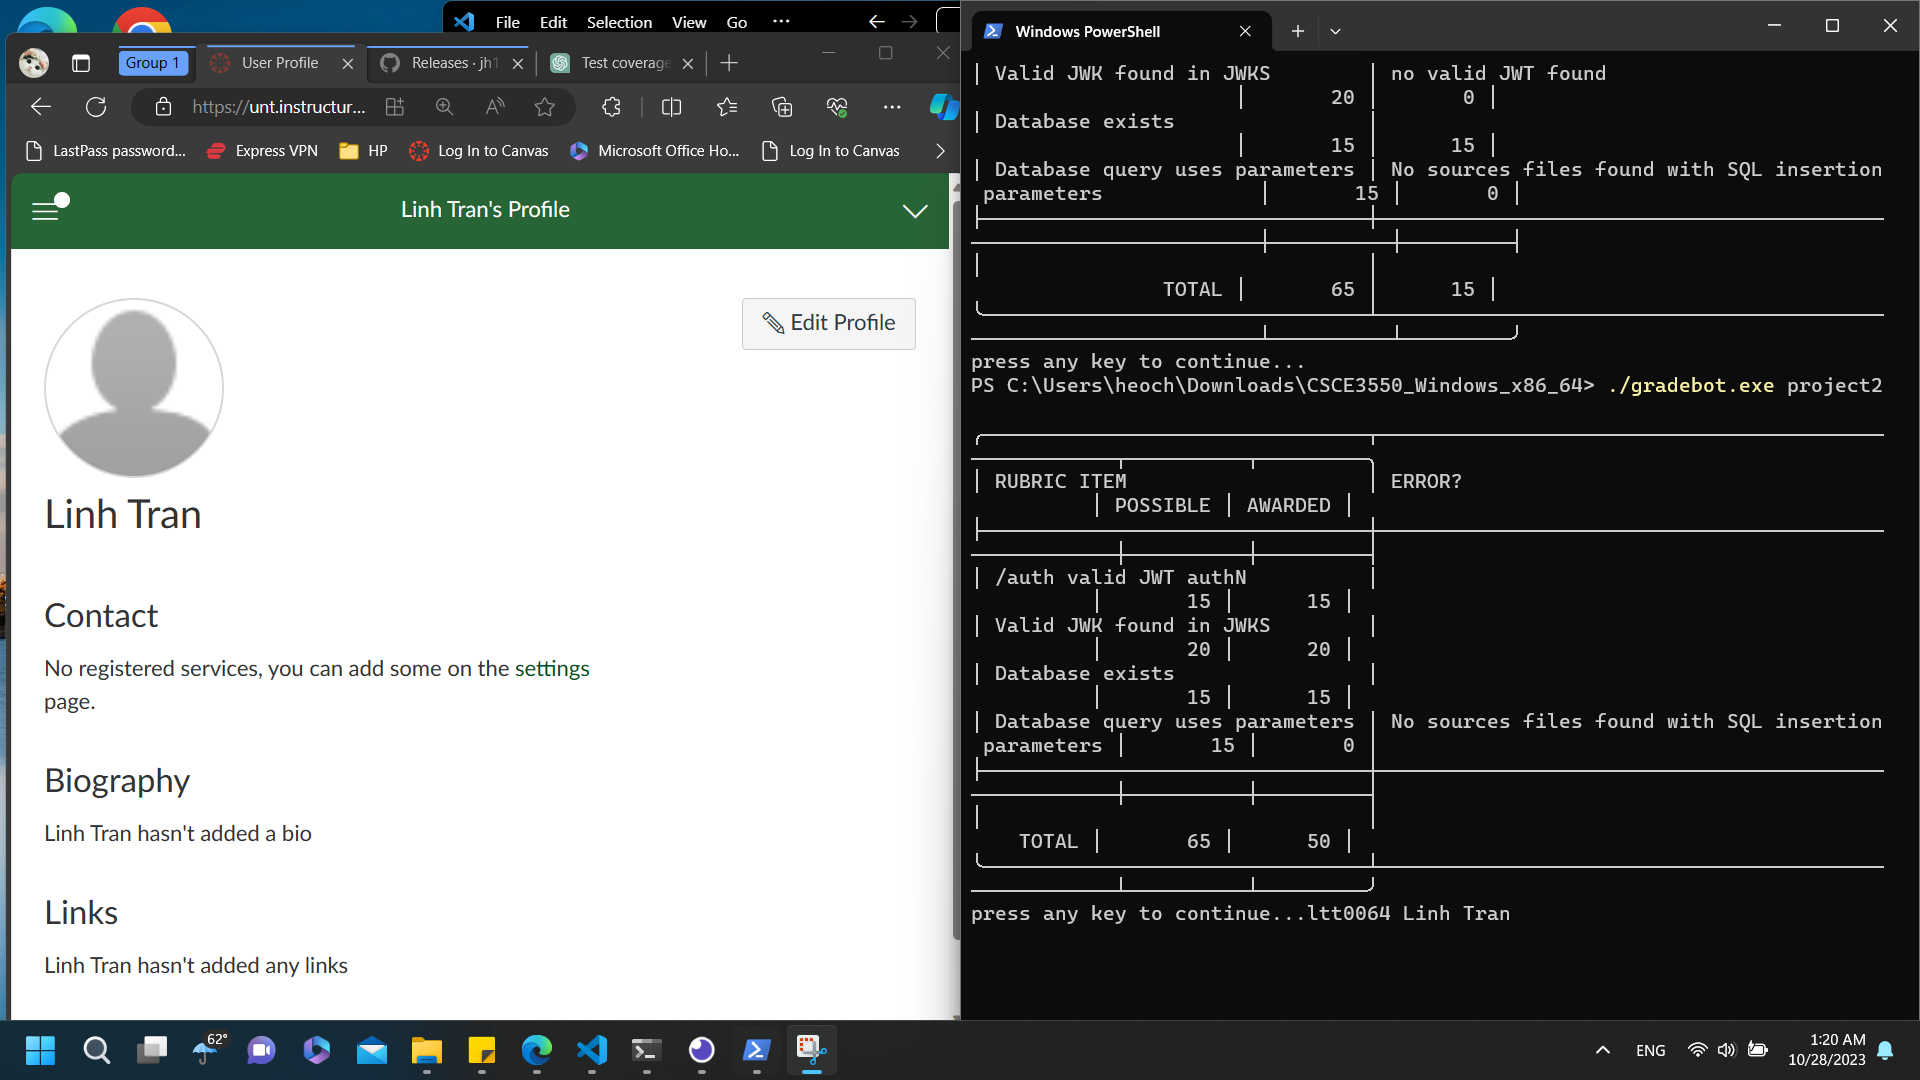 File Edit Selection View Go ···
Group 1 User Profile Releases · jh1 Test coverage
https://unt.instructur...
LastPass password... Express VPN HP Log In to Canvas Microsoft Office Ho... Log In to Canvas
Linh Tran's Profile
Edit Profile
Linh Tran
Contact
No registered services, you can add some on the settings
page.
Biography
Linh Tran hasn't added a bio
Links
Linh Tran hasn't added any links
Windows PowerShell
| Valid JWK found in JWKS | no valid JWT found
| 20 | 0 |
| Database exists |
| 15 | 15 |
| Database query uses parameters | No sources files found with SQL insertion
parameters | 15 | 0 |
|
TOTAL | 65 | 15 |
press any key to continue...
PS C:\Users\heoch\Downloads\CSCE3550_Windows_x86_64> ./gradebot.exe project2
| RUBRIC ITEM | ERROR?
| POSSIBLE | AWARDED |
| /auth valid JWT authN |
| 15 | 15 |
| Valid JWK found in JWKS |
| 20 | 20 |
| Database exists |
| 15 | 15 |
| Database query uses parameters | No sources files found with SQL insertion
parameters | 15 | 0 |
|
TOTAL | 65 | 50 |
press any key to continue...ltt0064 Linh Tran
62°
ENG
1:20 AM
10/28/2023